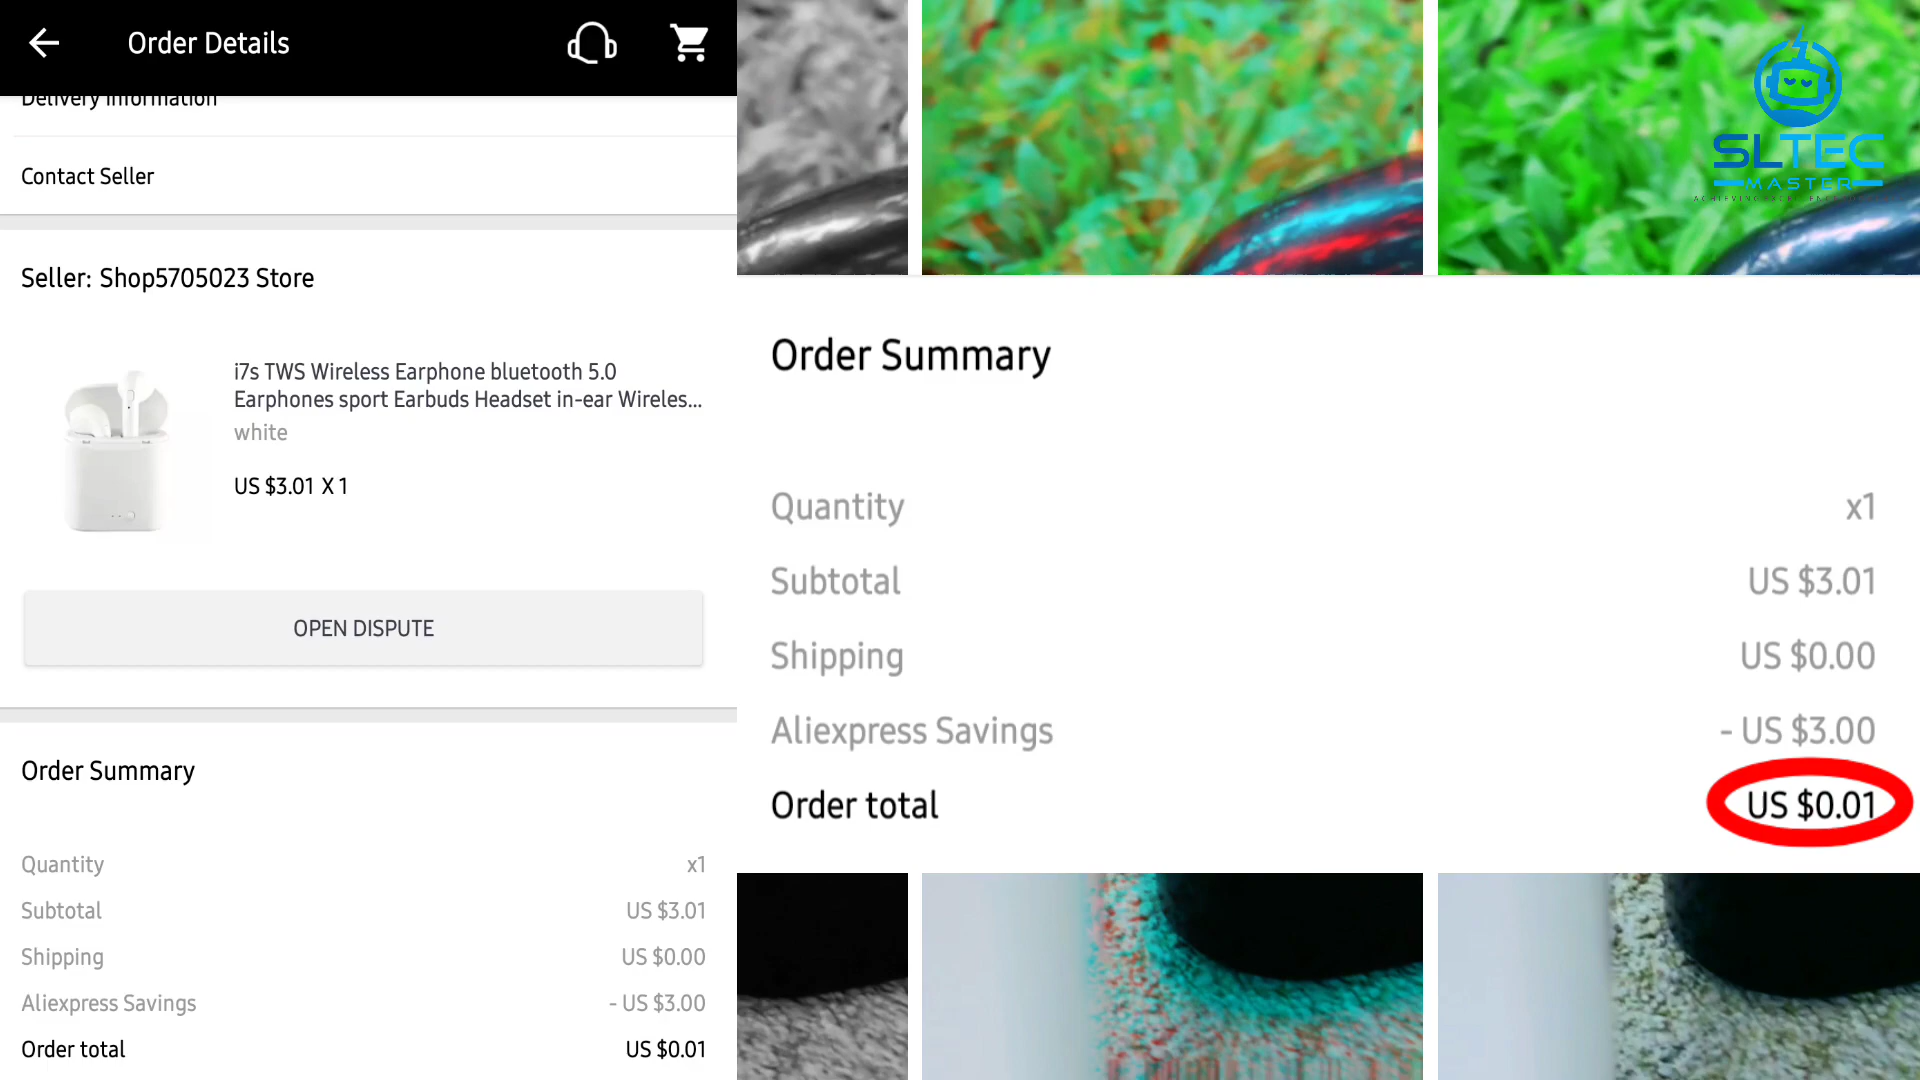 Order Details
Delivery Information
Contact Seller
Seller: Shop5705023 Store
i7s TWS Wireless Earphone bluetooth 5.0
Earphones sport Earbuds Headset in-ear Wireles...
white
US $3.01 X 1
OPEN DISPUTE
Order Summary
Quantity x1
Subtotal US $3.01
Shipping US $0.00
Aliexpress Savings - US $3.00
Order total US $0.01
SLTEC
MASTER
Order Summary
Quantity x1
Subtotal US $3.01
Shipping US $0.00
Aliexpress Savings - US $3.00
Order total US $0.01